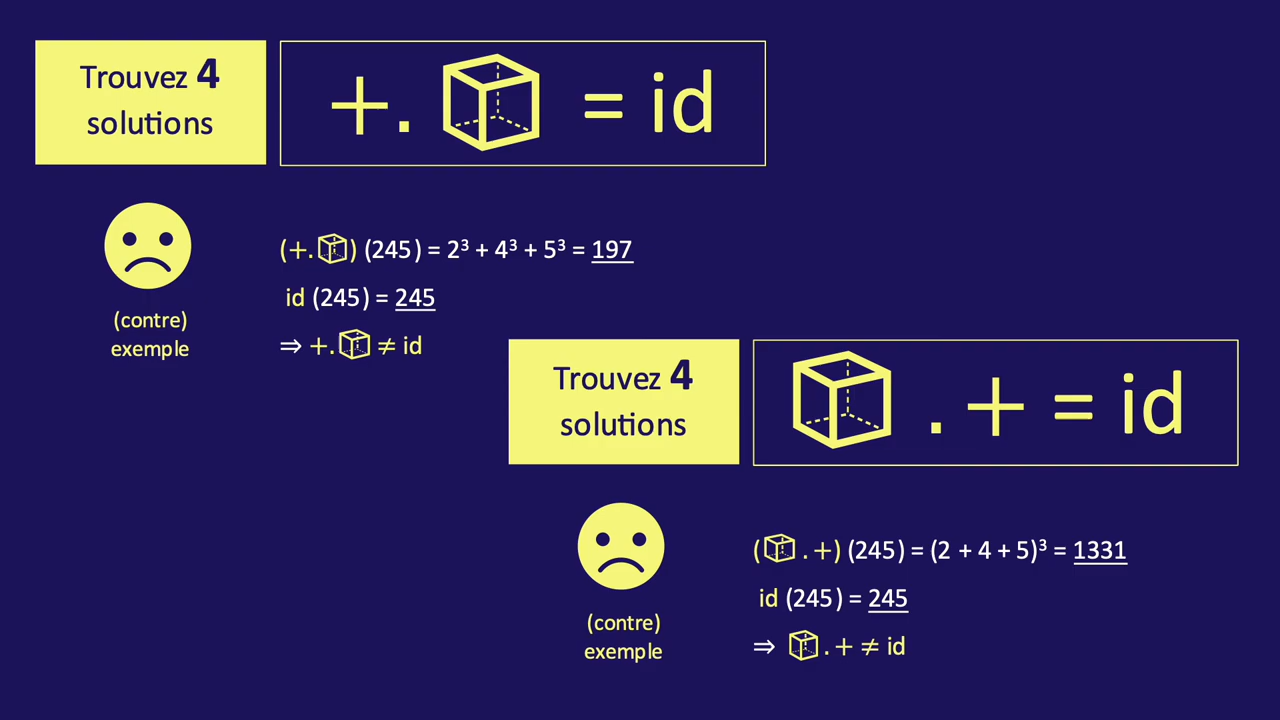 Trouvez 4
solutions
+. = id
(+.) (245) = 2³ + 4³ + 5³ = 197
id (245) = 245
⇒ +. ≠ id
(contre)
exemple
Trouvez 4
solutions
. + = id
( . +) (245) = (2 + 4 + 5)³ = 1331
id (245) = 245
⇒ . + ≠ id
(contre)
exemple